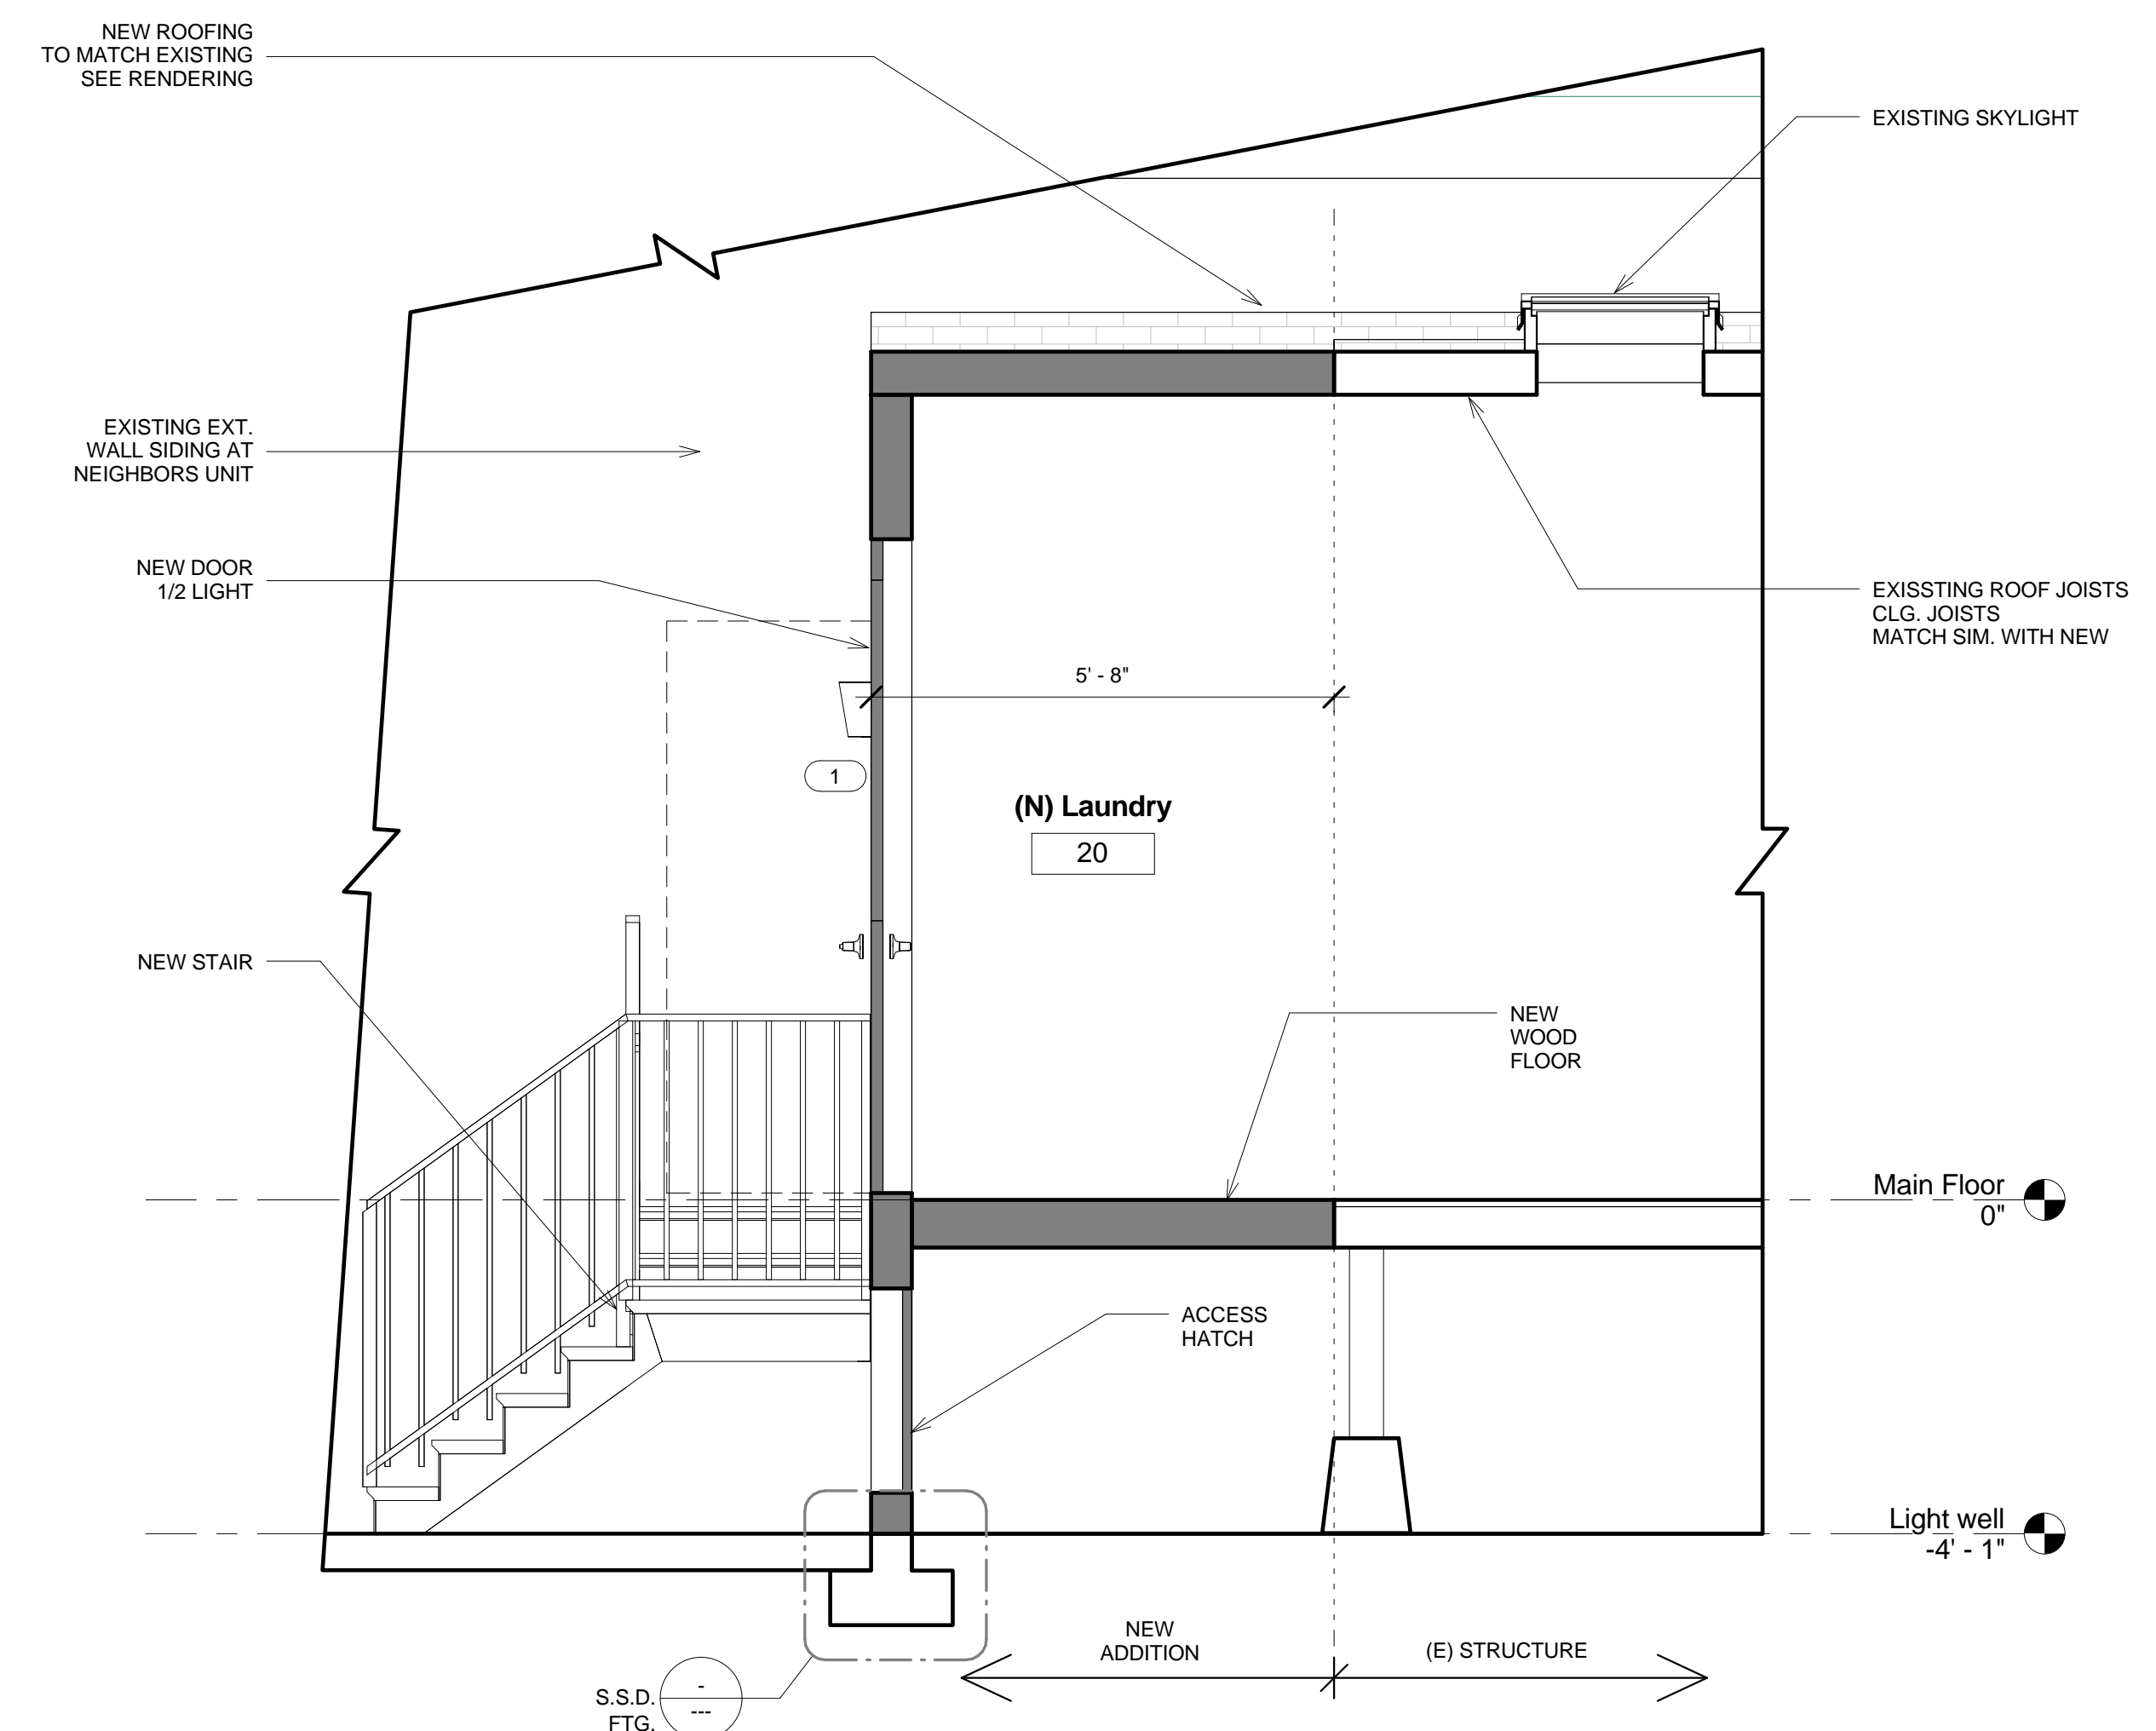 NEW ROOFING
TO MATCH EXISTING
SEE RENDERING
EXISTING SKYLIGHT
EXISTING EXT.
WALL SIDING AT
NEIGHBORS UNIT
NEW DOOR
1/2 LIGHT
EXISSTING ROOF JOISTS
CLG. JOISTS
MATCH SIM. WITH NEW
5' - 8"
1
(N) Laundry
20
NEW STAIR
NEW
WOOD
FLOOR
Main Floor
0"
ACCESS
HATCH
Light well
-4' - 1"
NEW
ADDITION
(E) STRUCTURE
S.S.D.
FTG.
-
---